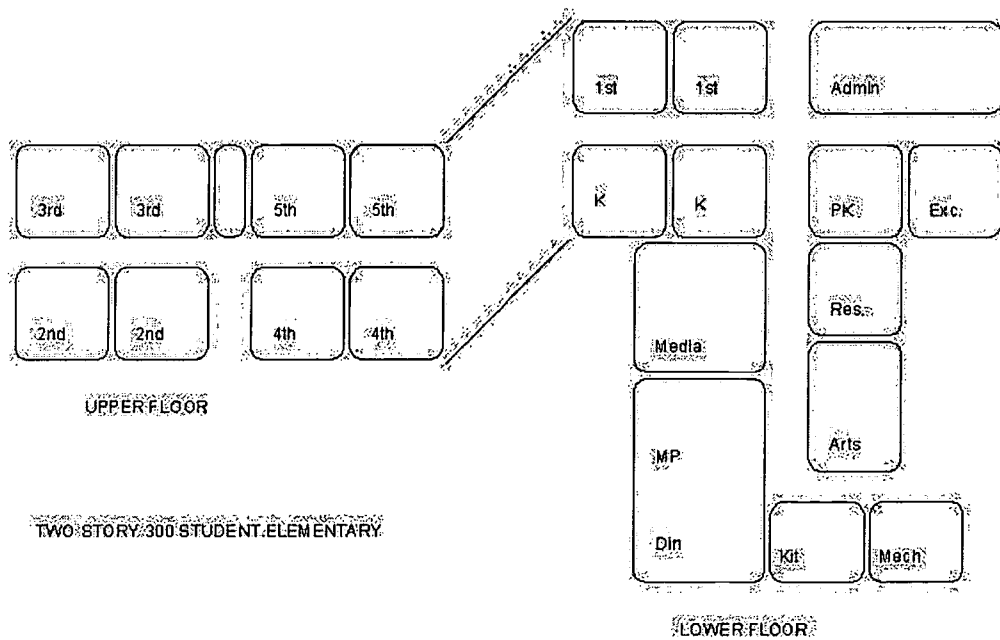 1st 1st Admin
3rd 3rd 5th 5th K K PK Exc.
2nd 2nd 4th 4th Media Res.
UPPER FLOOR
MP Arts
TWO STORY 300 STUDENT ELEMENTARY
Din Kit Mech
LOWER FLOOR